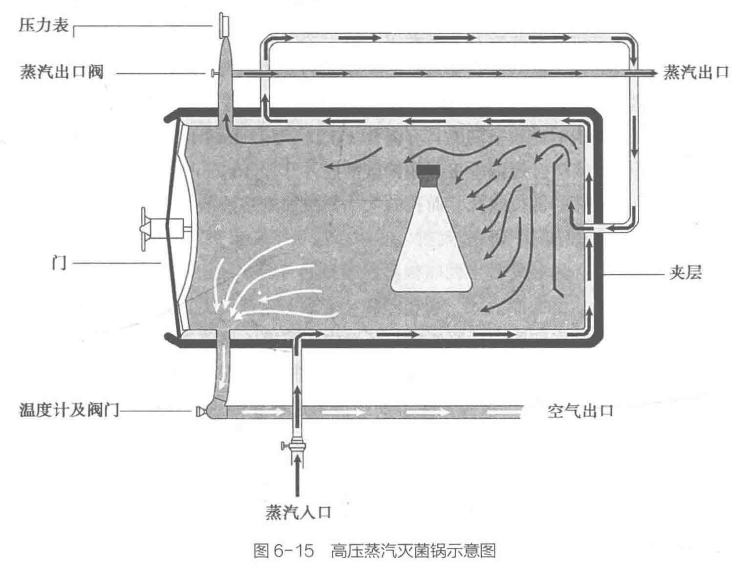 压力表
蒸汽出口阀
蒸汽出口
门
夹层
温度计及阀门
空气出口
蒸汽人口
图6-15 高压蒸汽灭菌锅示意图